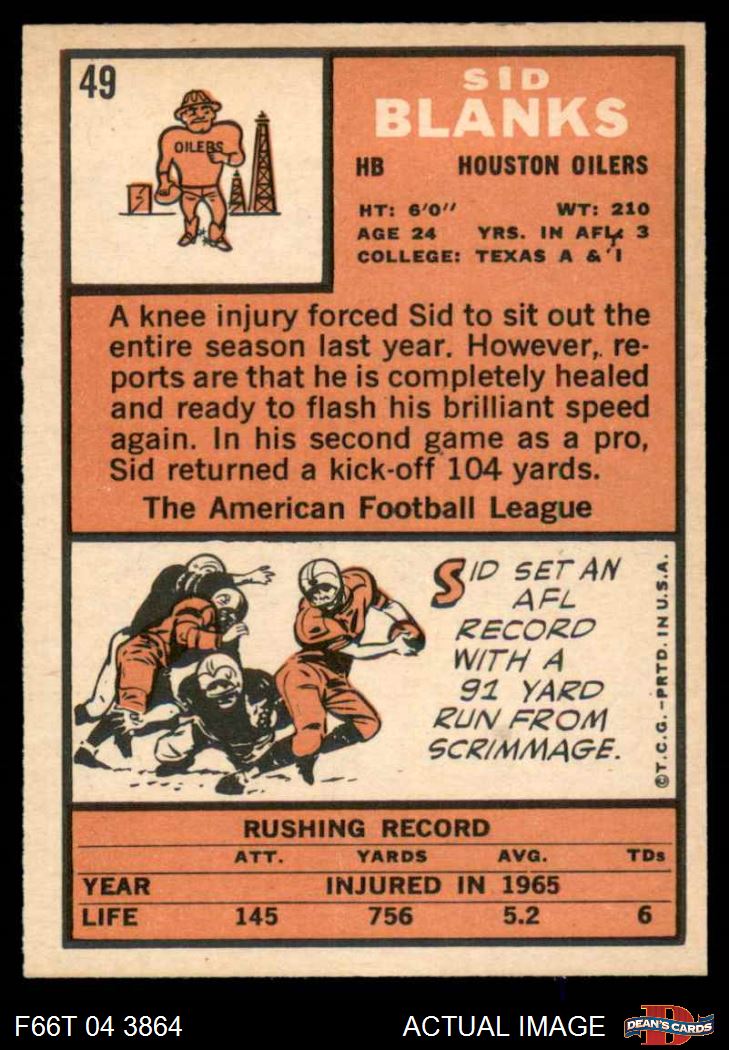 49
OILERS
SID
BLANKS
HB HOUSTON OILERS
HT: 6'0" WT: 210
AGE 24 YRS. IN AFL: 3
COLLEGE: TEXAS A & I
A knee injury forced Sid to sit out the
entire season last year. However, re-
ports are that he is completely healed
and ready to flash his brilliant speed
again. In his second game as a pro,
Sid returned a kick-off 104 yards.
The American Football League
SID SET AN
AFL
RECORD
WITH A
91 YARD
RUN FROM
SCRIMMAGE.
©T.C.G.-PRTD. IN U.S.A.
RUSHING RECORD
ATT. YARDS AVG. TDs
YEAR INJURED IN 1965
LIFE 145 756 5.2 6
F66T 04 3864 ACTUAL IMAGE D DEAN'S CARDS